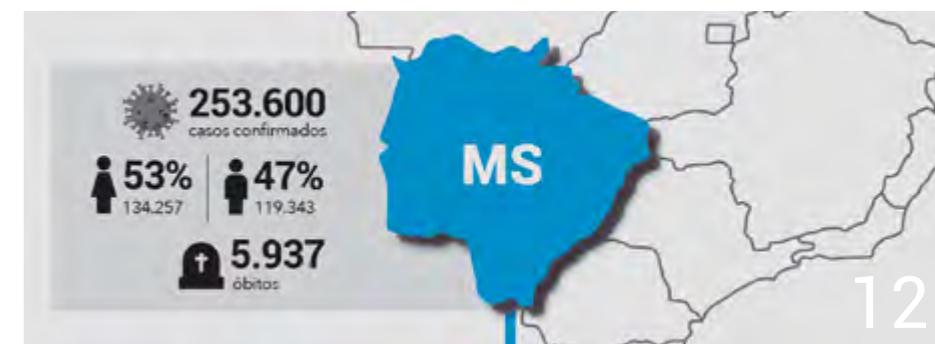 253.600
casos confirmados
53%
134.257
47%
119.343
5.937
óbitos
MS
12